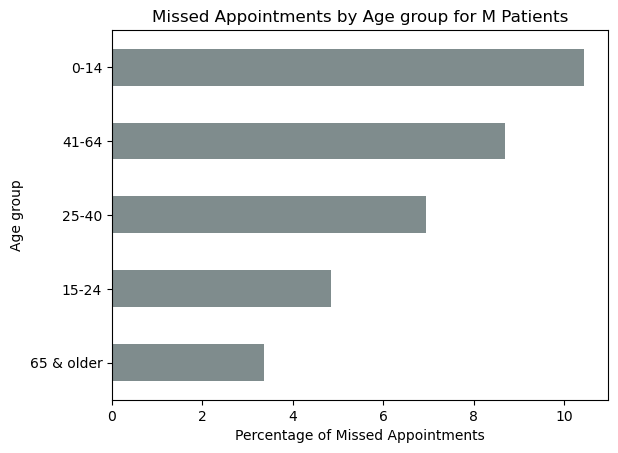 Missed Appointments by Age group for M Patients
Age group
0-14
41-64
25-40
15-24
65 & older
0 2 4 6 8 10
Percentage of Missed Appointments